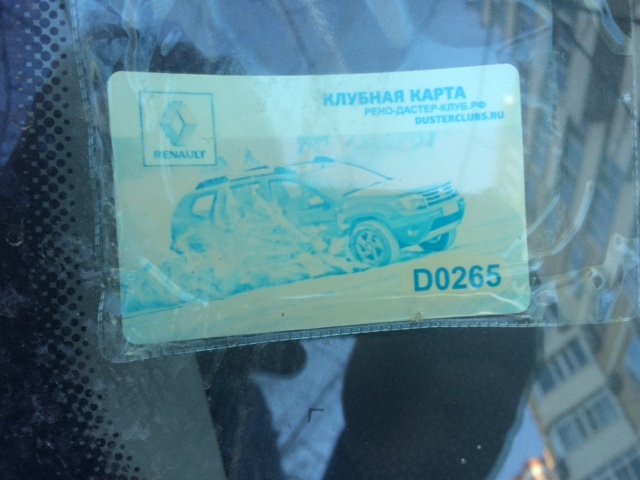 КЛУБНАЯ КАРТА
РЕНО-ДАСТЕР-КЛУБ.РФ
DUSTERCLUBS.RU
RENAULT
D0265